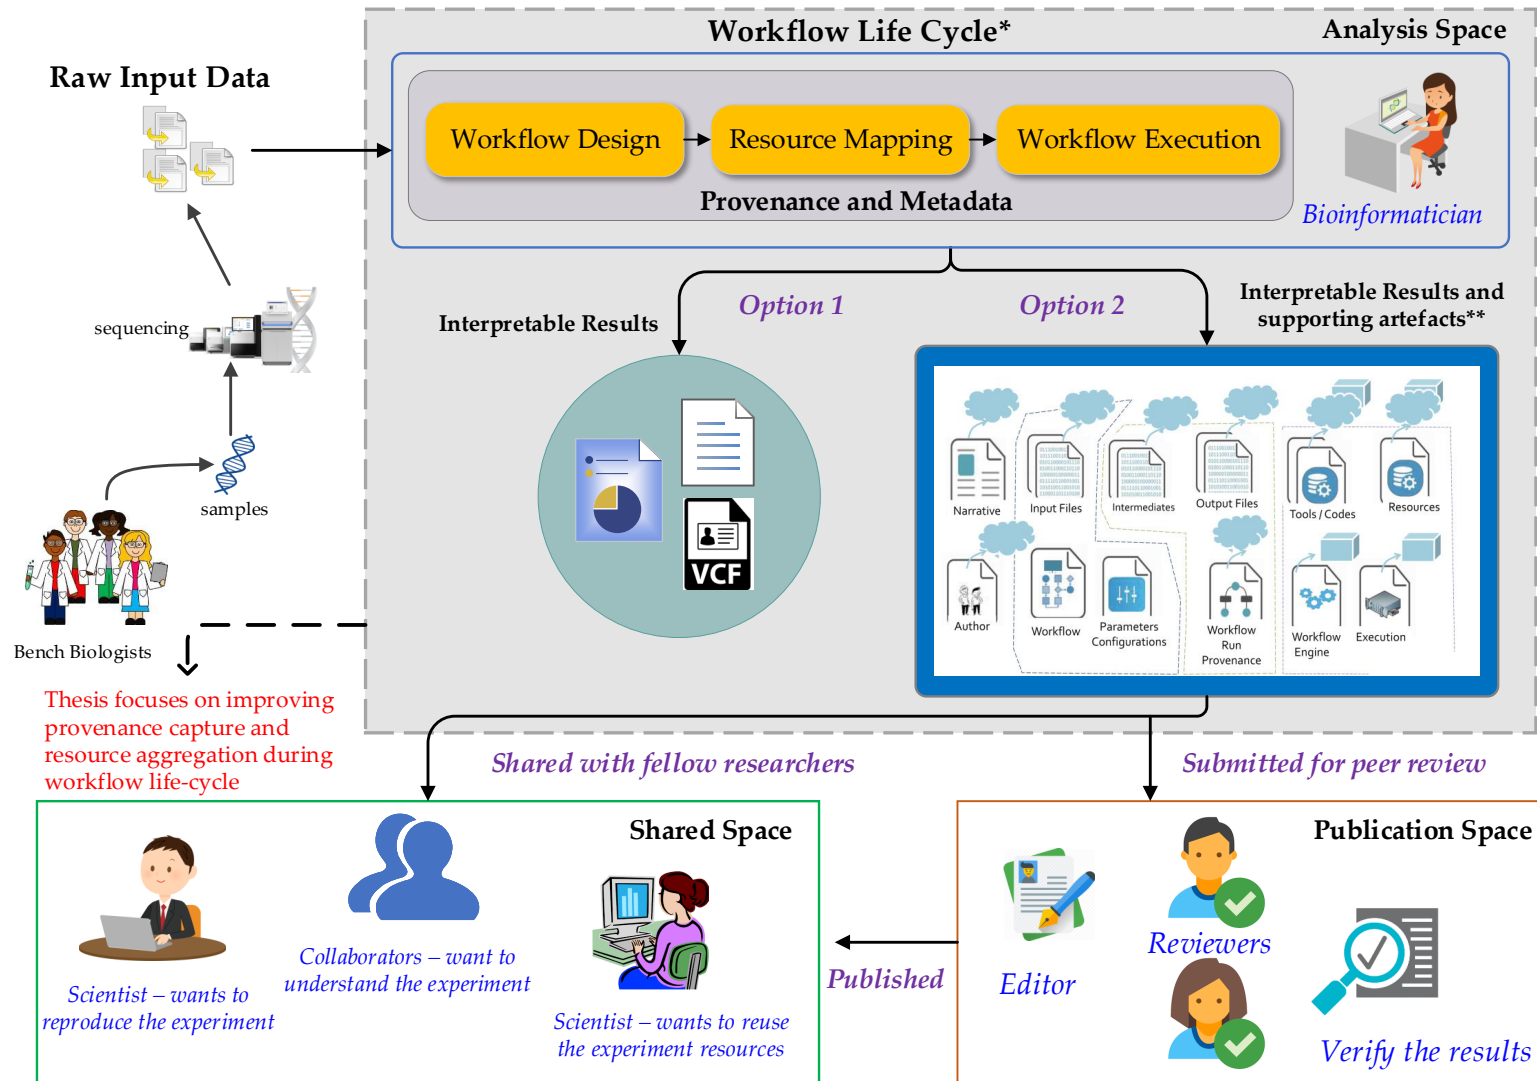 Workflow Life Cycle*
Analysis Space
Raw Input Data
Workflow Design
Resource Mapping
Workflow Execution
Provenance and Metadata
Bioinformatician
Option 1
Option 2
Interpretable Results
Interpretable Results and
supporting artefacts**
sequencing
samples
Bench Biologists
VCF
Narrative
Input Files
Intermediates
Output Files
Tools / Codes
Resources
Author
Workflow
Parameters
Configurations
Workflow
Run
Provenance
Workflow
Engine
Execution
Thesis focuses on improving
provenance capture and
resource aggregation during
workflow life-cycle
Shared with fellow researchers
Submitted for peer review
Shared Space
Scientist – wants to
reproduce the experiment
Collaborators – want to
understand the experiment
Scientist – wants to reuse
the experiment resources
Published
Publication Space
Editor
Reviewers
Verify the results